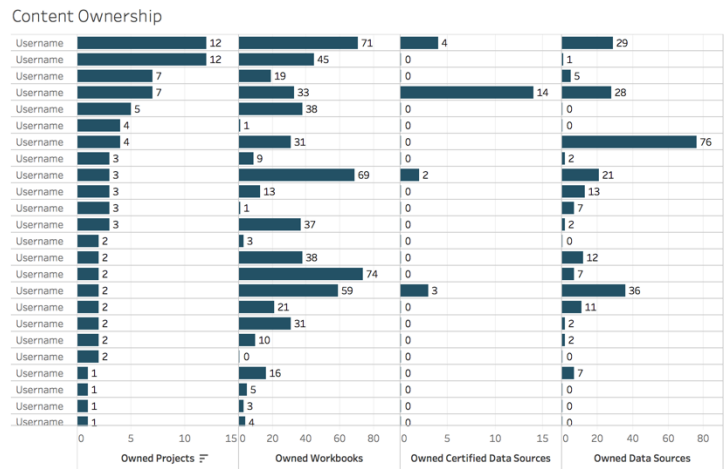 Content Ownership
Username 12 71 4 29
Username 12 45 0 1
Username 7 19 0 5
Username 7 33 14 28
Username 5 38 0 0
Username 4 1 0 0
Username 4 31 0 76
Username 3 9 0 2
Username 3 69 2 21
Username 3 13 0 13
Username 3 1 0 7
Username 3 37 0 2
Username 2 3 0 0
Username 2 38 0 12
Username 2 74 0 7
Username 2 59 3 36
Username 2 21 0 11
Username 2 31 0 2
Username 2 10 0 2
Username 2 0 0 0
Username 1 16 0 7
Username 1 5 0 0
Username 1 3 0 0
Username 1 4 0 0
0 5 10 15 0 20 40 60 80 0 5 10 15 0 20 40 60 80
Owned Projects Owned Workbooks Owned Certified Data Sources Owned Data Sources